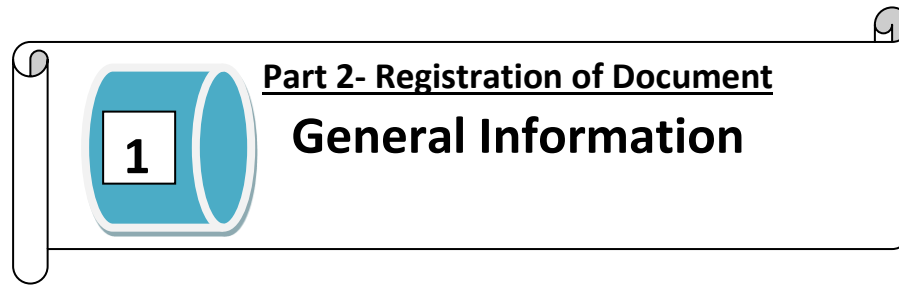 Part 2- Registration of Document
1
General Information